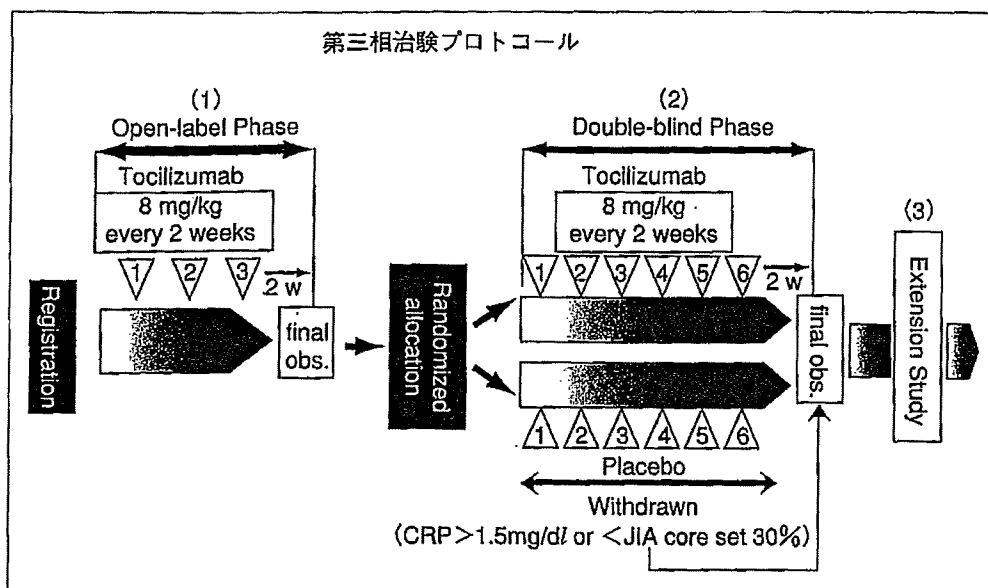 第三相治験プロトコール
(1)
Open-label Phase
Tocilizumab
8 mg/kg
every 2 weeks
1 2 3
2 w
Registration
final
obs.
Randomized
allocation
(2)
Double-blind Phase
Tocilizumab
8 mg/kg
every 2 weeks
1 2 3 4 5 6
2 w
1 2 3 4 5 6
Placebo
Withdrawn
(CRP>1.5mg/dl or <JIA core set 30%)
final obs.
(3)
Extension Study